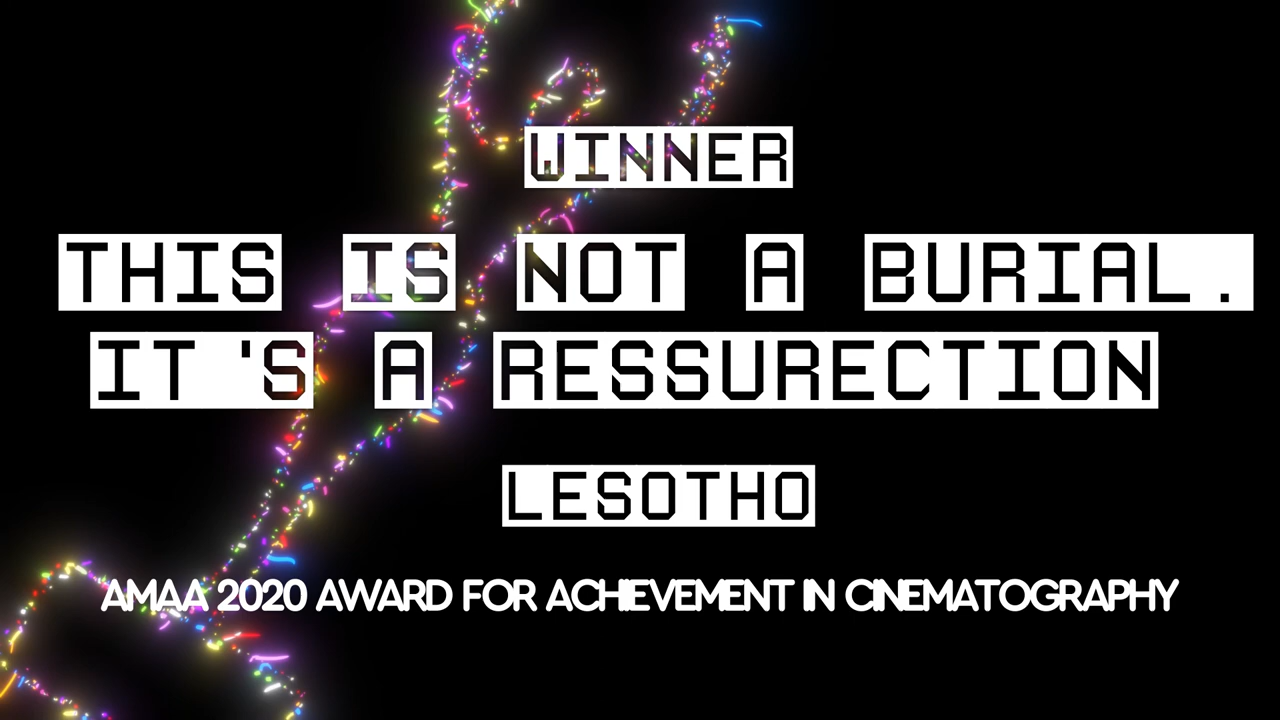 WINNER
THIS IS NOT A BURIAL.
IT'S A RESSURECTION
LESOTHO
AMAA 2020 AWARD FOR ACHIEVEMENT IN CINEMATOGRAPHY